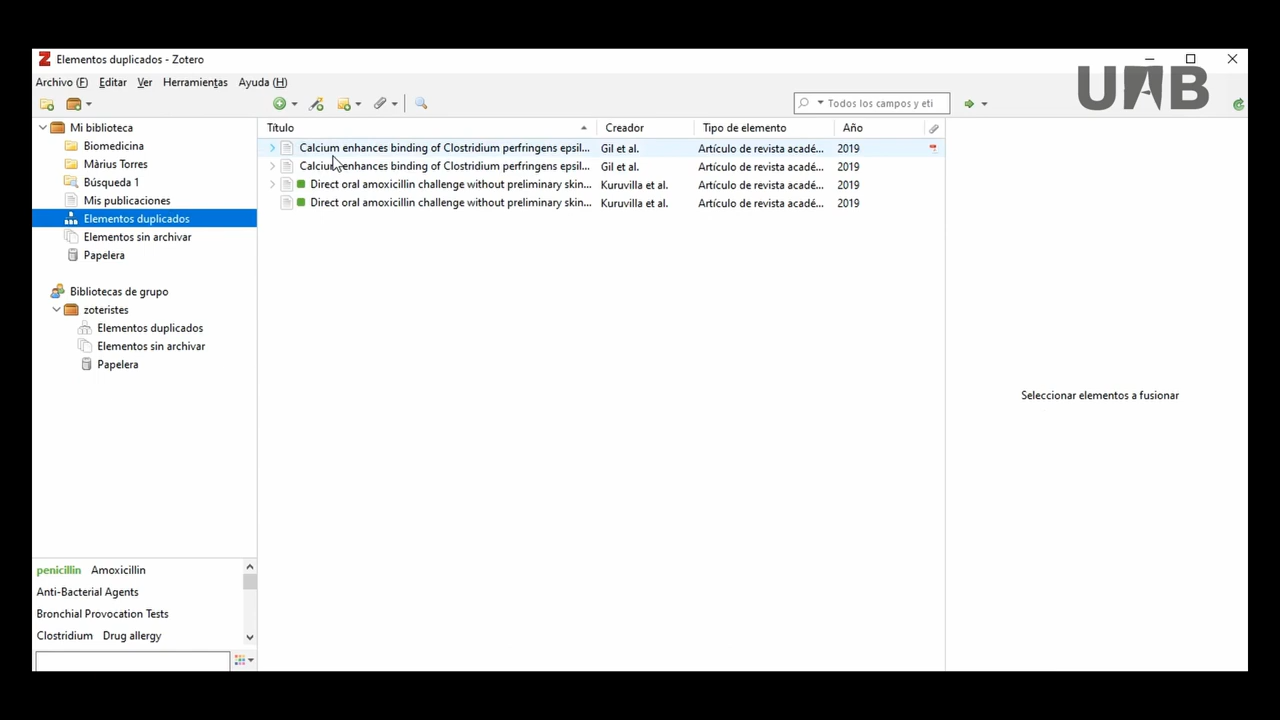 Elementos duplicados - Zotero
UAB
Archivo (F) Editar Ver Herramientas Ayuda (H)
Todos los campos y eti
Mi biblioteca
Biomedicina
Màrius Torres
Búsqueda 1
Mis publicaciones
Elementos duplicados
Elementos sin archivar
Papelera
Bibliotecas de grupo
zoteristes
Elementos duplicados
Elementos sin archivar
Papelera
penicillin Amoxicillin
Anti-Bacterial Agents
Bronchial Provocation Tests
Clostridium Drug allergy
Título Creador Tipo de elemento Año
Calcium enhances binding of Clostridium perfringens epsil... Gil et al. Artículo de revista acadé... 2019
Calcium enhances binding of Clostridium perfringens epsil... Gil et al. Artículo de revista acadé... 2019
Direct oral amoxicillin challenge without preliminary skin... Kuruvilla et al. Artículo de revista acadé... 2019
Direct oral amoxicillin challenge without preliminary skin... Kuruvilla et al. Artículo de revista acadé... 2019
Seleccionar elementos a fusionar